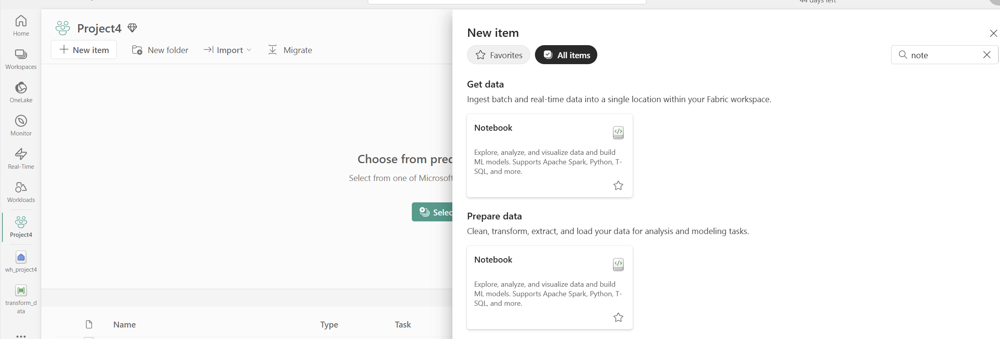 44 days left
Home
Workspaces
OneLake
Monitor
Real-Time
Workloads
Project4
wh_project4
transform_d
ata
Project4
New item
New folder
Import
Migrate
Choose from pred
Select from one of Microsoft
Selec
Name
Type
Task
New item
Favorites
All items
note
Get data
Ingest batch and real-time data into a single location within your Fabric workspace.
Notebook
Explore, analyze, and visualize data and build
ML models. Supports Apache Spark, Python, T-
SQL, and more.
Prepare data
Clean, transform, extract, and load your data for analysis and modeling tasks.
Notebook
Explore, analyze, and visualize data and build
ML models. Supports Apache Spark, Python, T-
SQL, and more.